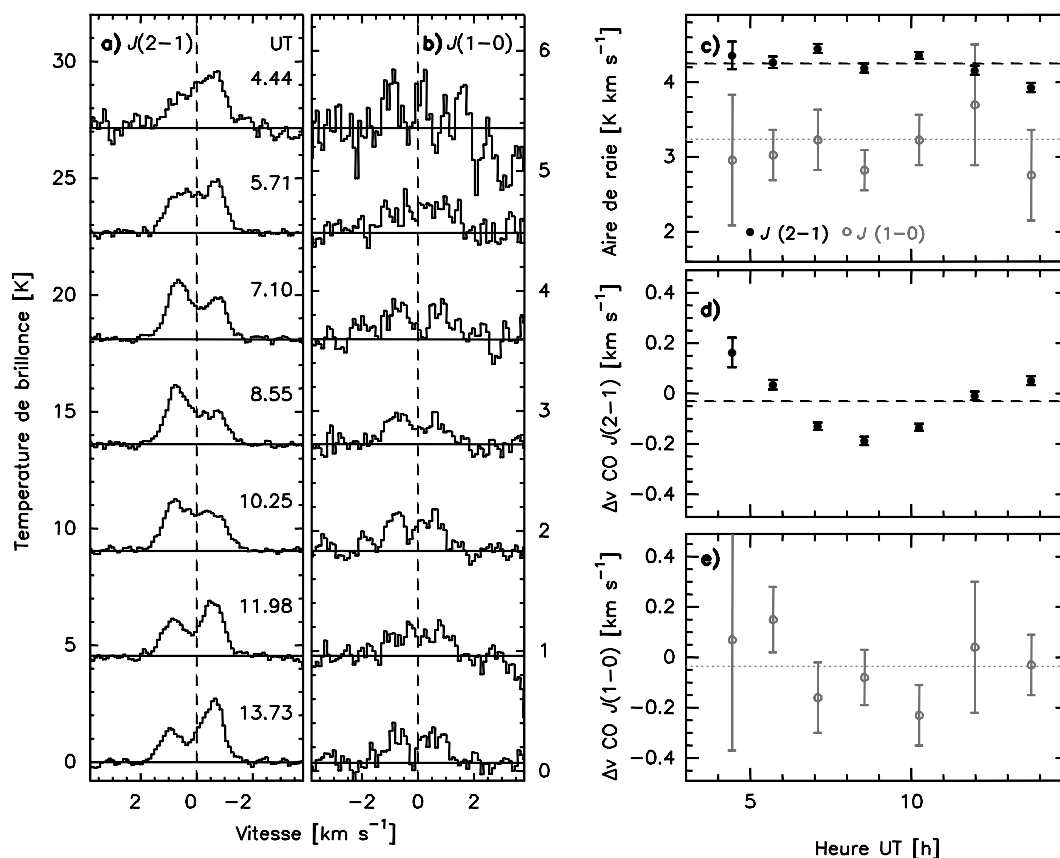 a) J(2−1) UT
b) J(1−0)
4.44
5.71
7.10
8.55
10.25
11.98
13.73
30
25
20
15
10
5
0
6
5
4
3
2
1
0
2 0 −2
−2 0 2
Temperature de brillance [K]
Vitesse [km s⁻¹]
c)
4
3
2
Aire de raie [K km s⁻¹]
J (2−1) J (1−0)
d)
0.4
0.2
0
−0.2
−0.4
Δv CO J(2−1) [km s⁻¹]
e)
0.4
0.2
0
−0.2
−0.4
Δv CO J(1−0) [km s⁻¹]
5 10
Heure UT [h]